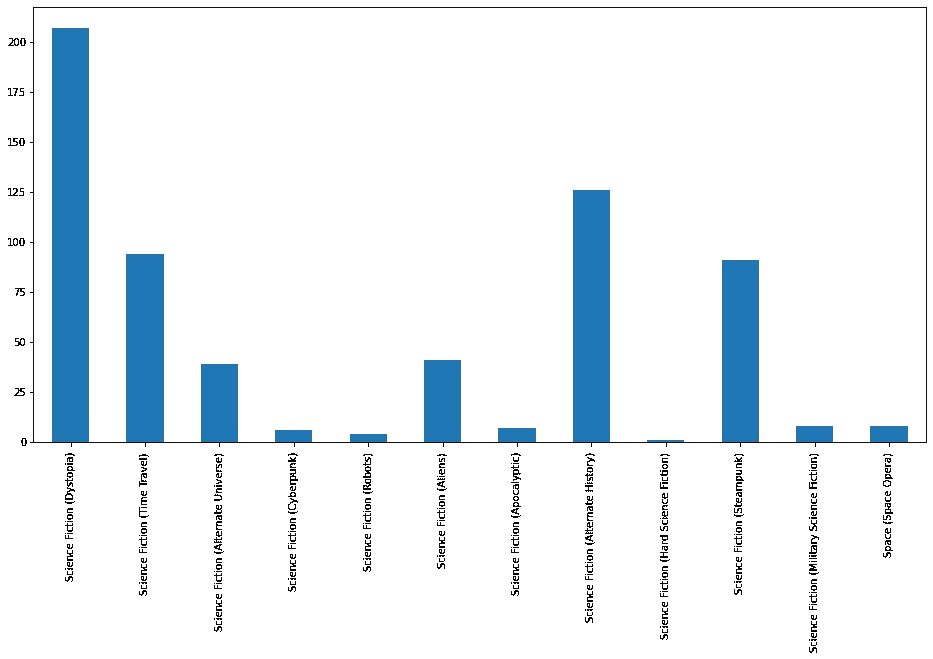 200
175
150
125
100
75
50
25
0
Science Fiction (Dystopia)
Science Fiction (Time Travel)
Science Fiction (Alternate Universe)
Science Fiction (Cyberpunk)
Science Fiction (Robots)
Science Fiction (Aliens)
Science Fiction (Apocalyptic)
Science Fiction (Alternate History)
Science Fiction (Hard Science Fiction)
Science Fiction (Steampunk)
Science Fiction (Military Science Fiction)
Space (Space Opera)